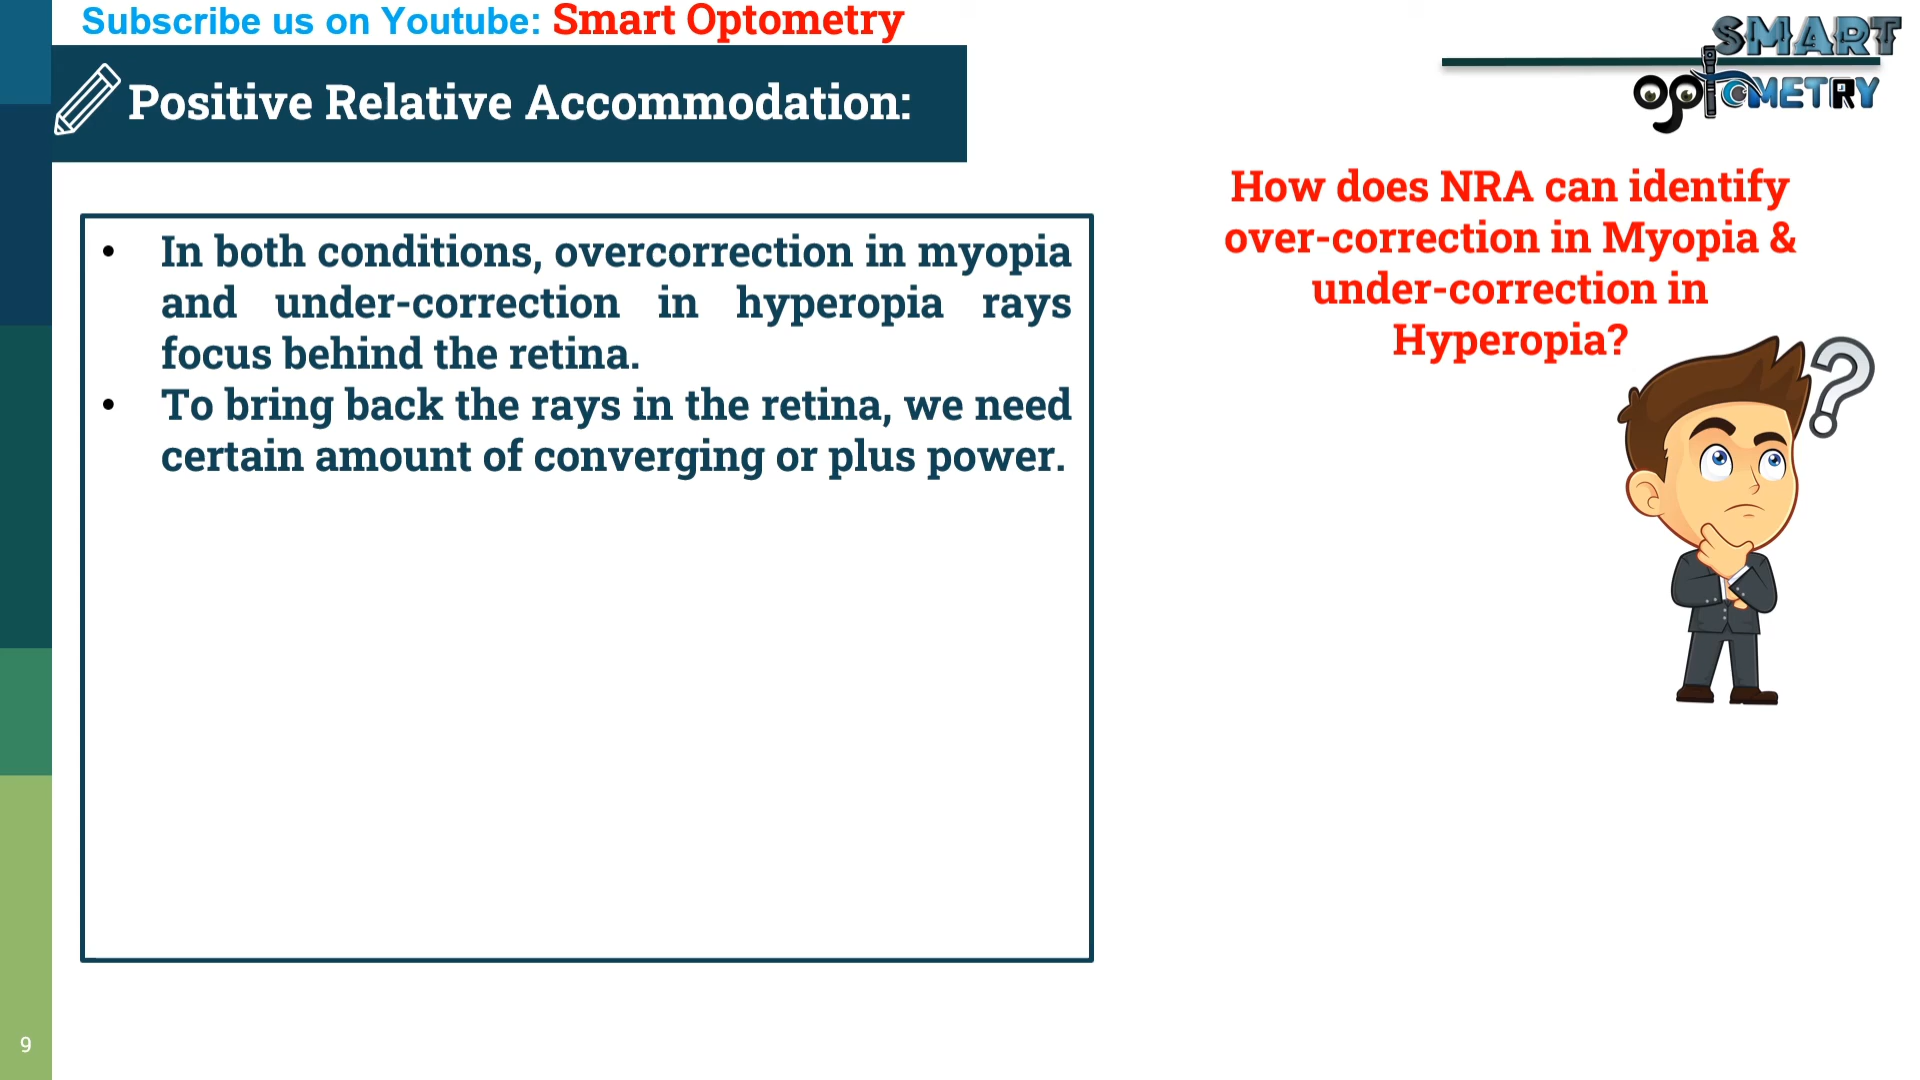 Subscribe us on Youtube: Smart Optometry
SMART
OptOMETRY
Positive Relative Accommodation:
How does NRA can identify
over-correction in Myopia &
under-correction in
Hyperopia?
• In both conditions, overcorrection in myopia
and under-correction in hyperopia rays
focus behind the retina.
• To bring back the rays in the retina, we need
certain amount of converging or plus power.
?
9